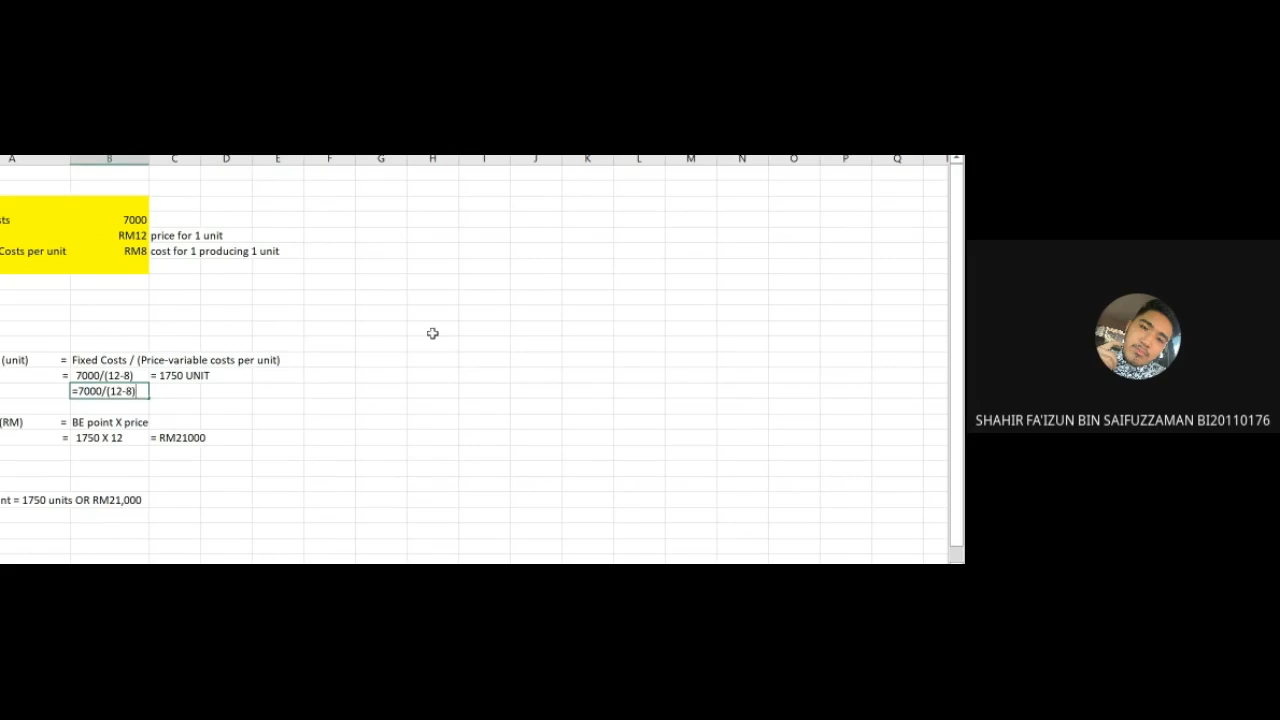 A B C D E F G H I J K L M N O P Q
sts 7000
RM12 price for 1 unit
Costs per unit RM8 cost for 1 producing 1 unit
(unit) = Fixed Costs / (Price-variable costs per unit)
= 7000/(12-8) = 1750 UNIT
=7000/(12-8)
(RM) = BE point X price
= 1750 X 12 = RM21000
nt = 1750 units OR RM21,000
SHAHIR FA'IZUN BIN SAIFUZZAMAN BI20110176